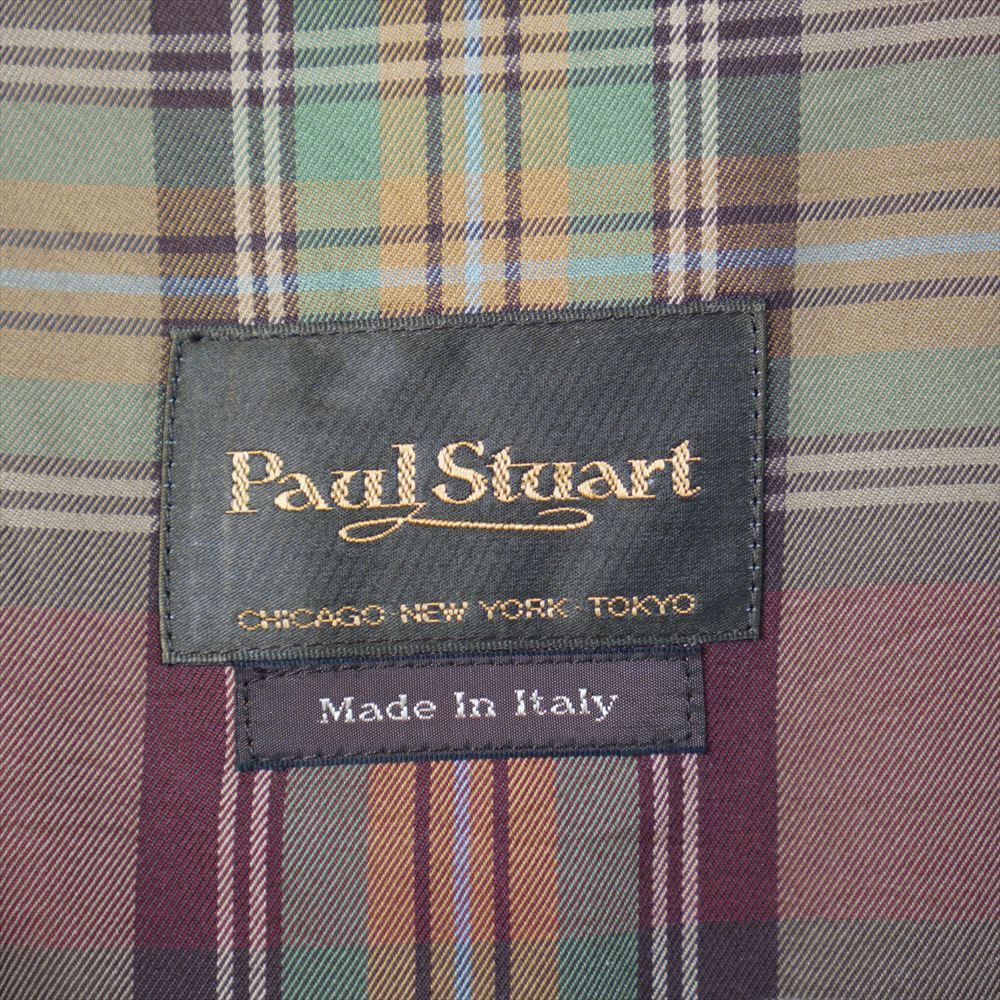 Paul Stuart
CHICAGO·NEW YORK·TOKYO
Made In Italy